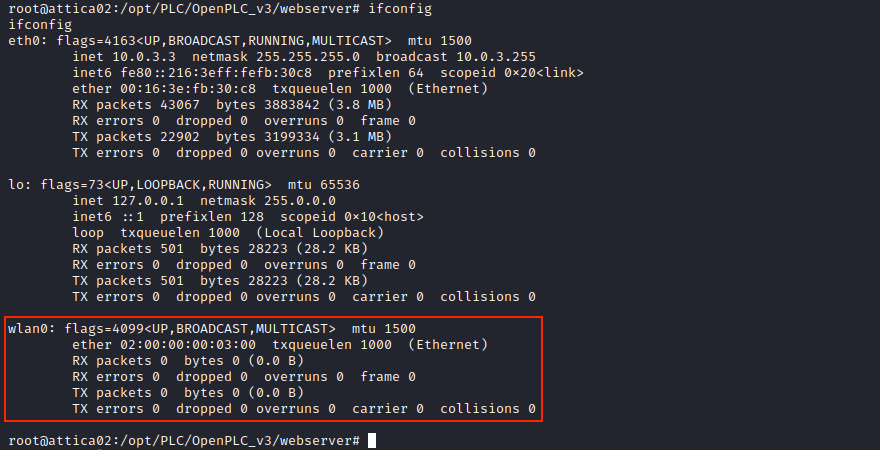 root@attica02:/opt/PLC/OpenPLC_v3/webserver# ifconfig
ifconfig
eth0: flags=4163<UP,BROADCAST,RUNNING,MULTICAST>  mtu 1500
        inet 10.0.3.3  netmask 255.255.255.0  broadcast 10.0.3.255
        inet6 fe80::216:3eff:fefb:30c8  prefixlen 64  scopeid 0×20<link>
        ether 00:16:3e:fb:30:c8  txqueuelen 1000  (Ethernet)
        RX packets 43067  bytes 3883842 (3.8 MB)
        RX errors 0  dropped 0  overruns 0  frame 0
        TX packets 22902  bytes 3199334 (3.1 MB)
        TX errors 0  dropped 0 overruns 0  carrier 0  collisions 0
lo: flags=73<UP,LOOPBACK,RUNNING>  mtu 65536
        inet 127.0.0.1  netmask 255.0.0.0
        inet6 ::1  prefixlen 128  scopeid 0×10<host>
        loop  txqueuelen 1000  (Local Loopback)
        RX packets 501  bytes 28223 (28.2 KB)
        RX errors 0  dropped 0  overruns 0  frame 0
        TX packets 501  bytes 28223 (28.2 KB)
        TX errors 0  dropped 0 overruns 0  carrier 0  collisions 0
wlan0: flags=4099<UP,BROADCAST,MULTICAST>  mtu 1500
        ether 02:00:00:00:03:00  txqueuelen 1000  (Ethernet)
        RX packets 0  bytes 0 (0.0 B)
        RX errors 0  dropped 0  overruns 0  frame 0
        TX packets 0  bytes 0 (0.0 B)
        TX errors 0  dropped 0 overruns 0  carrier 0  collisions 0
root@attica02:/opt/PLC/OpenPLC_v3/webserver#